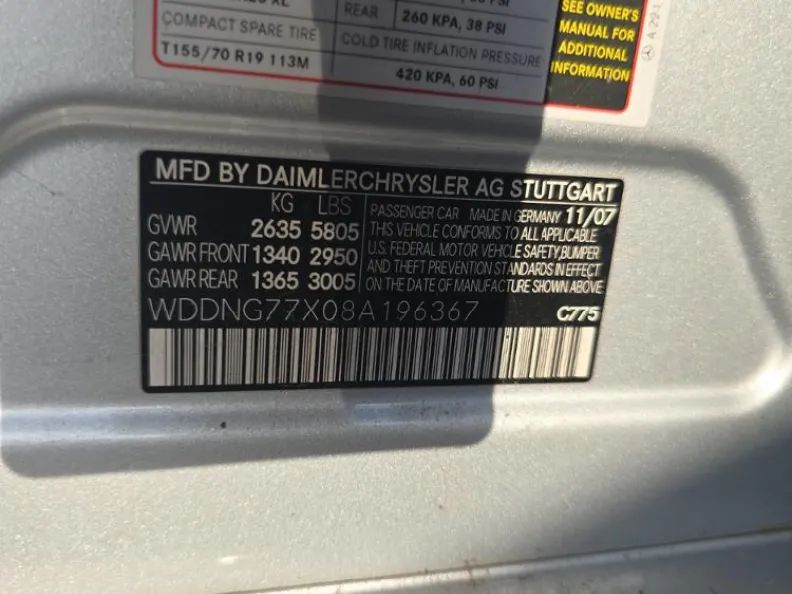 REAR
260 KPA, 38 PSI
COMPACT SPARE TIRE
T155/70 R19 113M
COLD TIRE INFLATION PRESSURE
420 KPA, 60 PSI
SEE OWNER'S
MANUAL FOR
ADDITIONAL
INFORMATION
MFD BY DAIMLERCHRYSLER AG STUTTGART
KG LBS
GVWR 2635 5805
GAWR FRONT 1340 2950
GAWR REAR 1365 3005
PASSENGER CAR MADE IN GERMANY 11/07
THIS VEHICLE CONFORMS TO ALL APPLICABLE
U.S. FEDERAL MOTOR VEHICLE SAFETY, BUMPER
AND THEFT PREVENTION STANDARDS IN EFFECT
ON THE DATE OF MANUFACTURE SHOWN ABOVE.
WDDNG77X08A196367
C775